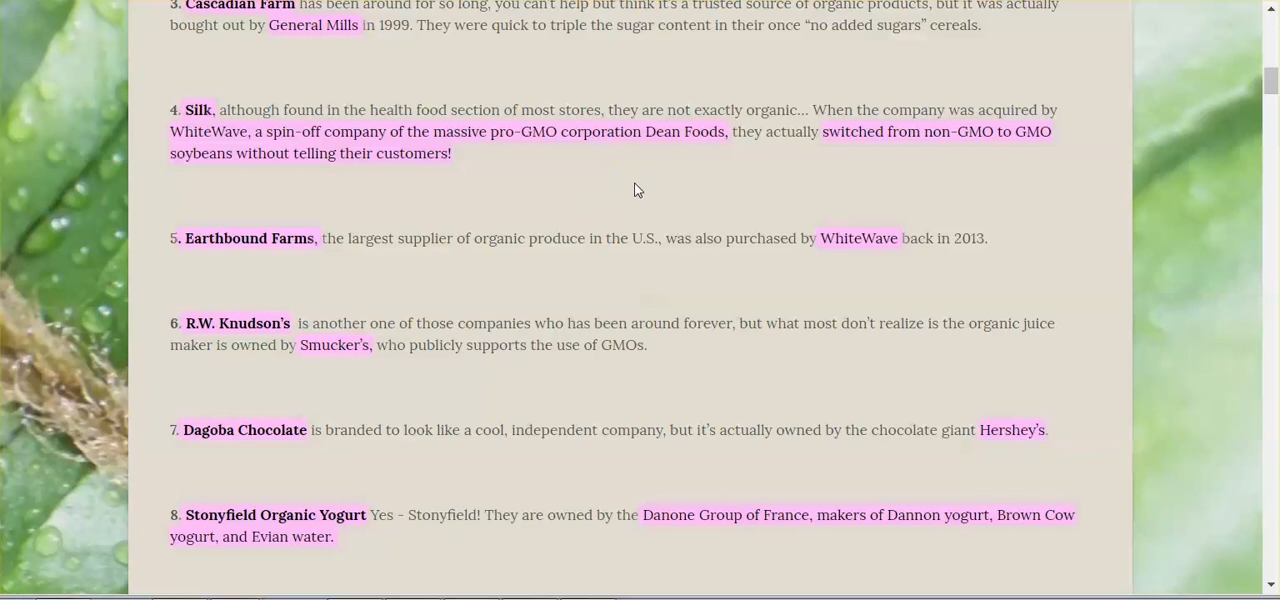 3. Cascadian Farm has been around for so long, you can't help but think it's a trusted source of organic products, but it was actually
bought out by General Mills in 1999. They were quick to triple the sugar content in their once “no added sugars” cereals.
4. Silk, although found in the health food section of most stores, they are not exactly organic... When the company was acquired by
WhiteWave, a spin-off company of the massive pro-GMO corporation Dean Foods, they actually switched from non-GMO to GMO
soybeans without telling their customers!
5. Earthbound Farms, the largest supplier of organic produce in the U.S., was also purchased by WhiteWave back in 2013.
6. R.W. Knudson's is another one of those companies who has been around forever, but what most don't realize is the organic juice
maker is owned by Smucker's, who publicly supports the use of GMOs.
7. Dagoba Chocolate is branded to look like a cool, independent company, but it's actually owned by the chocolate giant Hershey's.
8. Stonyfield Organic Yogurt Yes - Stonyfield! They are owned by the Danone Group of France, makers of Dannon yogurt, Brown Cow
yogurt, and Evian water.